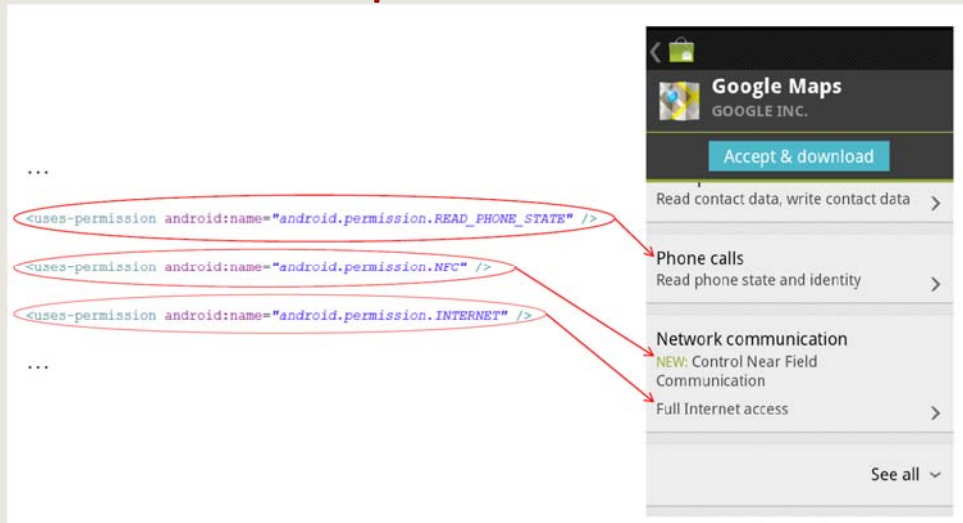 ...
<uses-permission android:name="android.permission.READ_PHONE_STATE" />
<uses-permission android:name="android.permission.NFC" />
<uses-permission android:name="android.permission.INTERNET" />
...
Google Maps
GOOGLE INC.
Accept & download
Read contact data, write contact data
Phone calls
Read phone state and identity
Network communication
NEW: Control Near Field
Communication
Full Internet access
See all